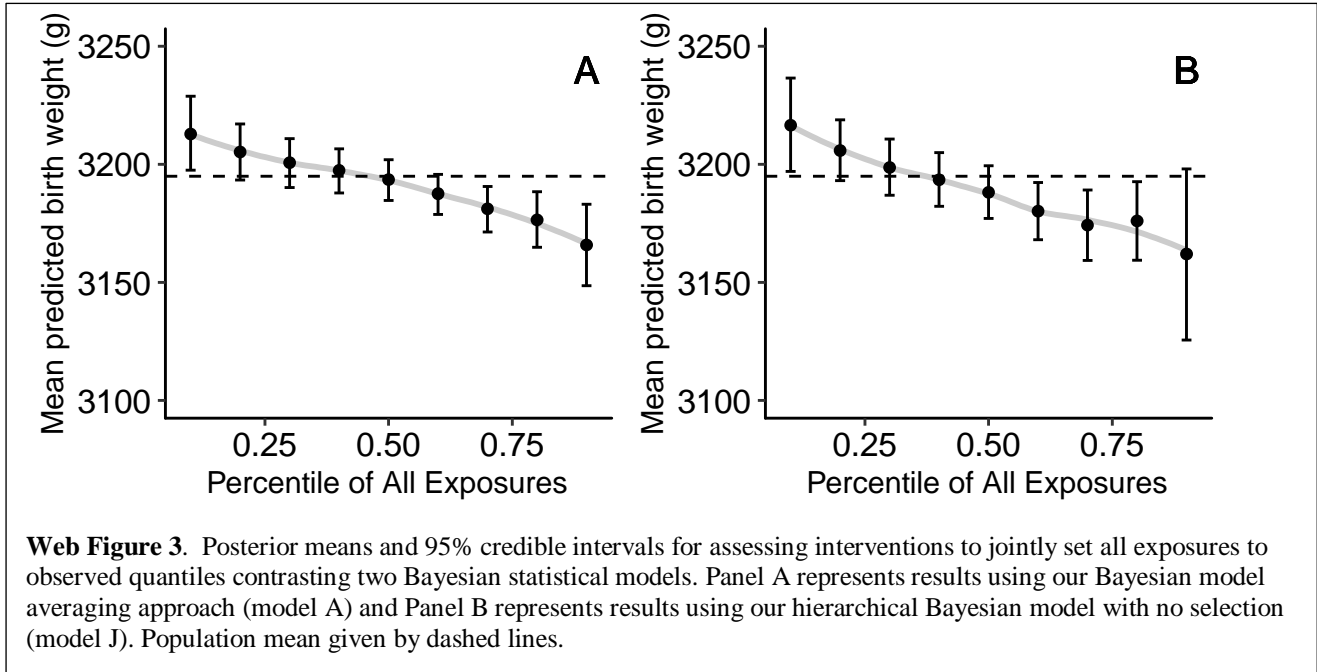 Mean predicted birth weight (g)
3250
3200
3150
3100
A
0.25 0.50 0.75
Percentile of All Exposures
Mean predicted birth weight (g)
3250
3200
3150
3100
B
0.25 0.50 0.75
Percentile of All Exposures
Web Figure 3. Posterior means and 95% credible intervals for assessing interventions to jointly set all exposures to
observed quantiles contrasting two Bayesian statistical models. Panel A represents results using our Bayesian model
averaging approach (model A) and Panel B represents results using our hierarchical Bayesian model with no selection
(model J). Population mean given by dashed lines.